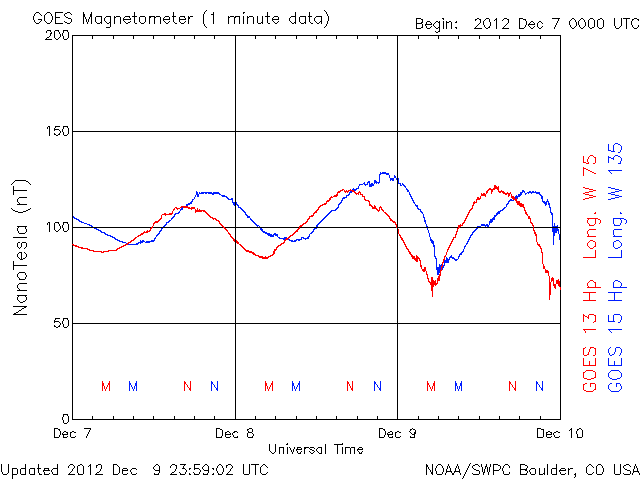 GOES Magnetometer (1 minute data)
Begin: 2012 Dec 7 0000 UTC
200
150
100
50
0
NanoTesla (nT)
M M N N M M N N M M N N
Dec 7 Dec 8 Dec 9 Dec 10
Universal Time
GOES 13 Hp Long. W 75
GOES 15 Hp Long. W 135
Updated 2012 Dec 9 23:59:02 UTC
NOAA/SWPC Boulder, CO USA